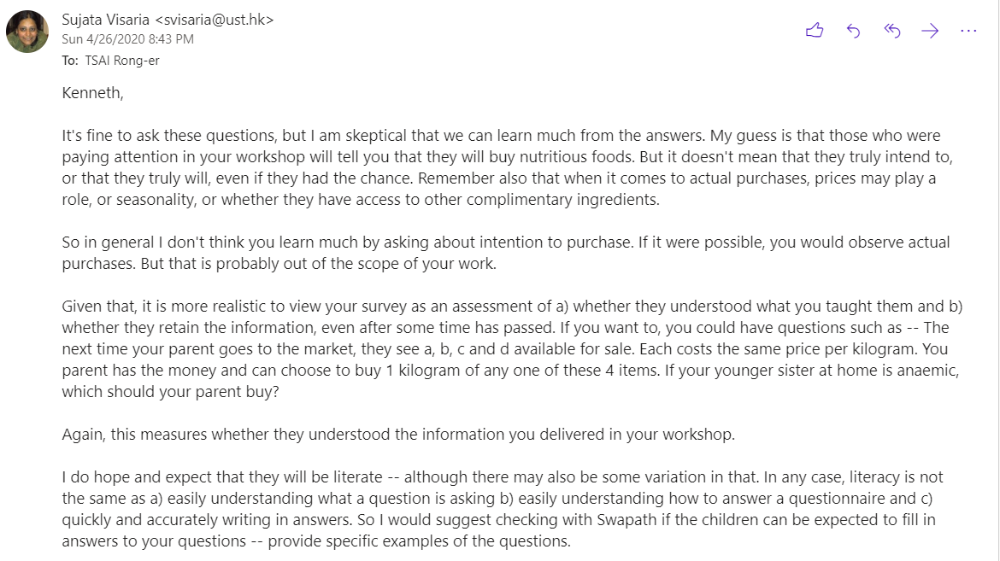 Sujata Visaria <svisaria@ust.hk>
Sun 4/26/2020 8:43 PM
To: TSAI Rong-er
Kenneth,
It's fine to ask these questions, but I am skeptical that we can learn much from the answers. My guess is that those who were
paying attention in your workshop will tell you that they will buy nutritious foods. But it doesn't mean that they truly intend to,
or that they truly will, even if they had the chance. Remember also that when it comes to actual purchases, prices may play a
role, or seasonality, or whether they have access to other complimentary ingredients.
So in general I don't think you learn much by asking about intention to purchase. If it were possible, you would observe actual
purchases. But that is probably out of the scope of your work.
Given that, it is more realistic to view your survey as an assessment of a) whether they understood what you taught them and b)
whether they retain the information, even after some time has passed. If you want to, you could have questions such as -- The
next time your parent goes to the market, they see a, b, c and d available for sale. Each costs the same price per kilogram. You
parent has the money and can choose to buy 1 kilogram of any one of these 4 items. If your younger sister at home is anaemic,
which should your parent buy?
Again, this measures whether they understood the information you delivered in your workshop.
I do hope and expect that they will be literate -- although there may also be some variation in that. In any case, literacy is not
the same as a) easily understanding what a question is asking b) easily understanding how to answer a questionnaire and c)
quickly and accurately writing in answers. So I would suggest checking with Swapath if the children can be expected to fill in
answers to your questions -- provide specific examples of the questions.